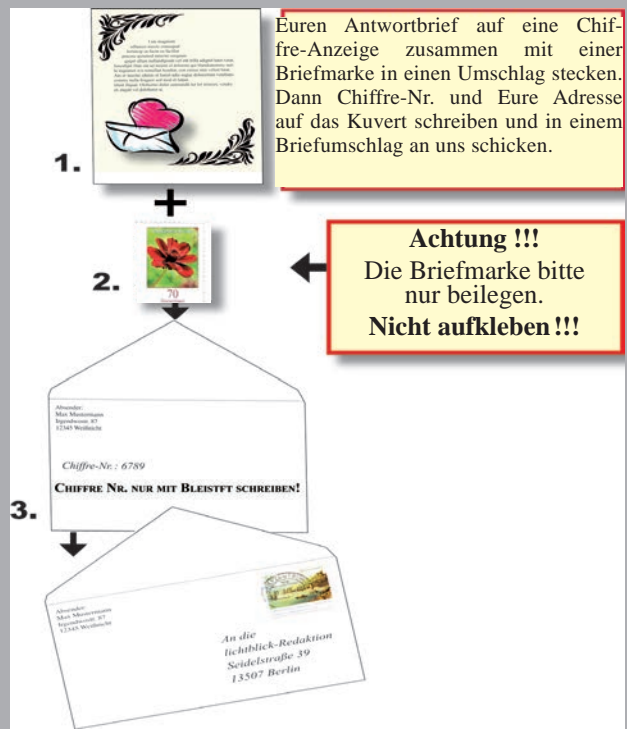 Euren Antwortbrief auf eine Chif-
fre-Anzeige zusammen mit einer
Briefmarke in einen Umschlag stecken.
Dann Chiffre-Nr. und Eure Adresse
auf das Kuvert schreiben und in einem
Briefumschlag an uns schicken.
1.
+
2.
70
Achtung !!!
Die Briefmarke bitte
nur beilegen.
Nicht aufkleben !!!
Absender:
Max Mustermann
Irgendwostr. 87
12345 Weißnicht
Chiffre-Nr. : 6789
CHIFFRE NR. NUR MIT BLEISTFT SCHREIBEN!
3.
Absender:
Max Mustermann
Irgendwostr. 87
12345 Weißnicht
An die
lichtblick-Redaktion
Seidelstraße 39
13507 Berlin